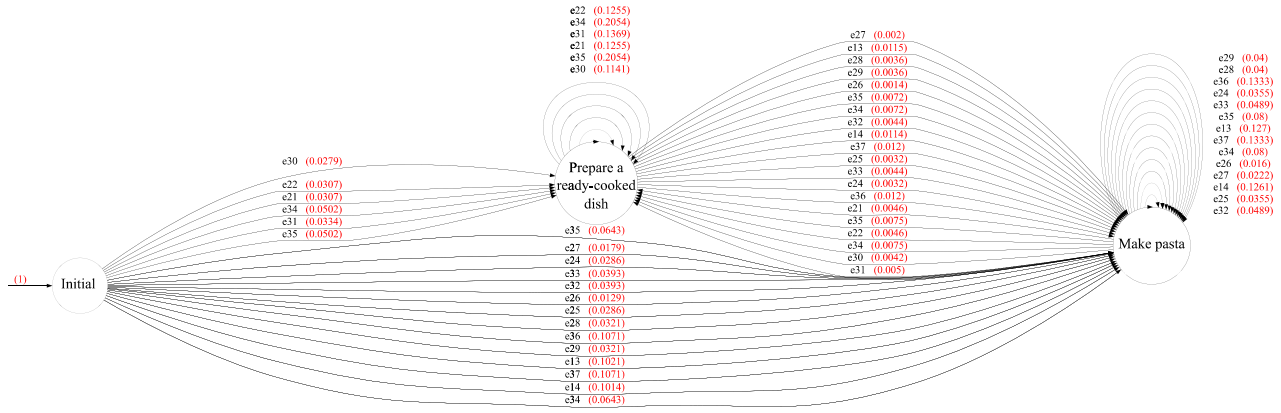 e22 (0.1255)
e34 (0.2054)
e31 (0.1369)
e21 (0.1255)
e35 (0.2054)
e30 (0.1141)
e27 (0.002)
e13 (0.0115)
e28 (0.0036)
e29 (0.0036)
e26 (0.0014)
e35 (0.0072)
e34 (0.0072)
e32 (0.0044)
e14 (0.0114)
e37 (0.012)
e25 (0.0032)
e33 (0.0044)
e24 (0.0032)
e36 (0.012)
e21 (0.0046)
e35 (0.0075)
e22 (0.0046)
e34 (0.0075)
e30 (0.0042)
e31 (0.005)
e29 (0.04)
e28 (0.04)
e36 (0.1333)
e24 (0.0355)
e33 (0.0489)
e35 (0.08)
e13 (0.127)
e37 (0.1333)
e34 (0.08)
e26 (0.016)
e27 (0.0222)
e14 (0.1261)
e25 (0.0355)
e32 (0.0489)
e30 (0.0279)
e22 (0.0307)
e21 (0.0307)
e34 (0.0502)
e31 (0.0334)
e35 (0.0502)
Prepare a
ready-cooked
dish
Make pasta
(1)
Initial
e35 (0.0643)
e27 (0.0179)
e24 (0.0286)
e33 (0.0393)
e32 (0.0393)
e26 (0.0129)
e25 (0.0286)
e28 (0.0321)
e36 (0.1071)
e29 (0.0321)
e13 (0.1021)
e37 (0.1071)
e14 (0.1014)
e34 (0.0643)